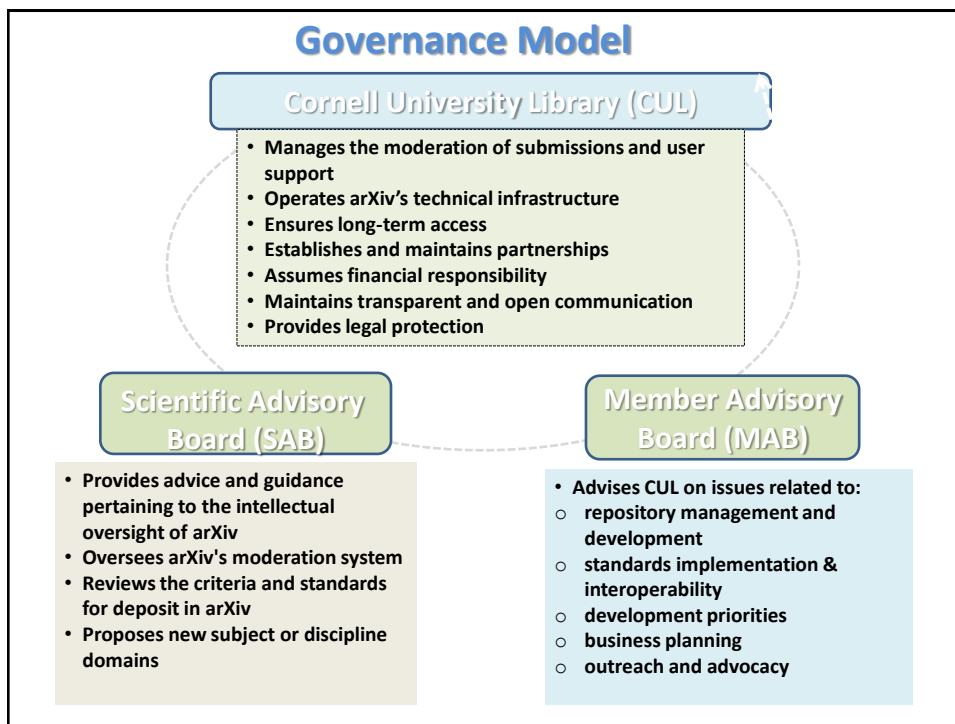 Governance Model
Cornell University Library (CUL)
• Manages the moderation of submissions and user
support
• Operates arXiv’s technical infrastructure
• Ensures long-term access
• Establishes and maintains partnerships
• Assumes financial responsibility
• Maintains transparent and open communication
• Provides legal protection
Scientific Advisory
Board (SAB)
• Provides advice and guidance
pertaining to the intellectual
oversight of arXiv
• Oversees arXiv's moderation system
• Reviews the criteria and standards
for deposit in arXiv
• Proposes new subject or discipline
domains
Member Advisory
Board (MAB)
• Advises CUL on issues related to:
o repository management and
development
o standards implementation &
interoperability
o development priorities
o business planning
o outreach and advocacy